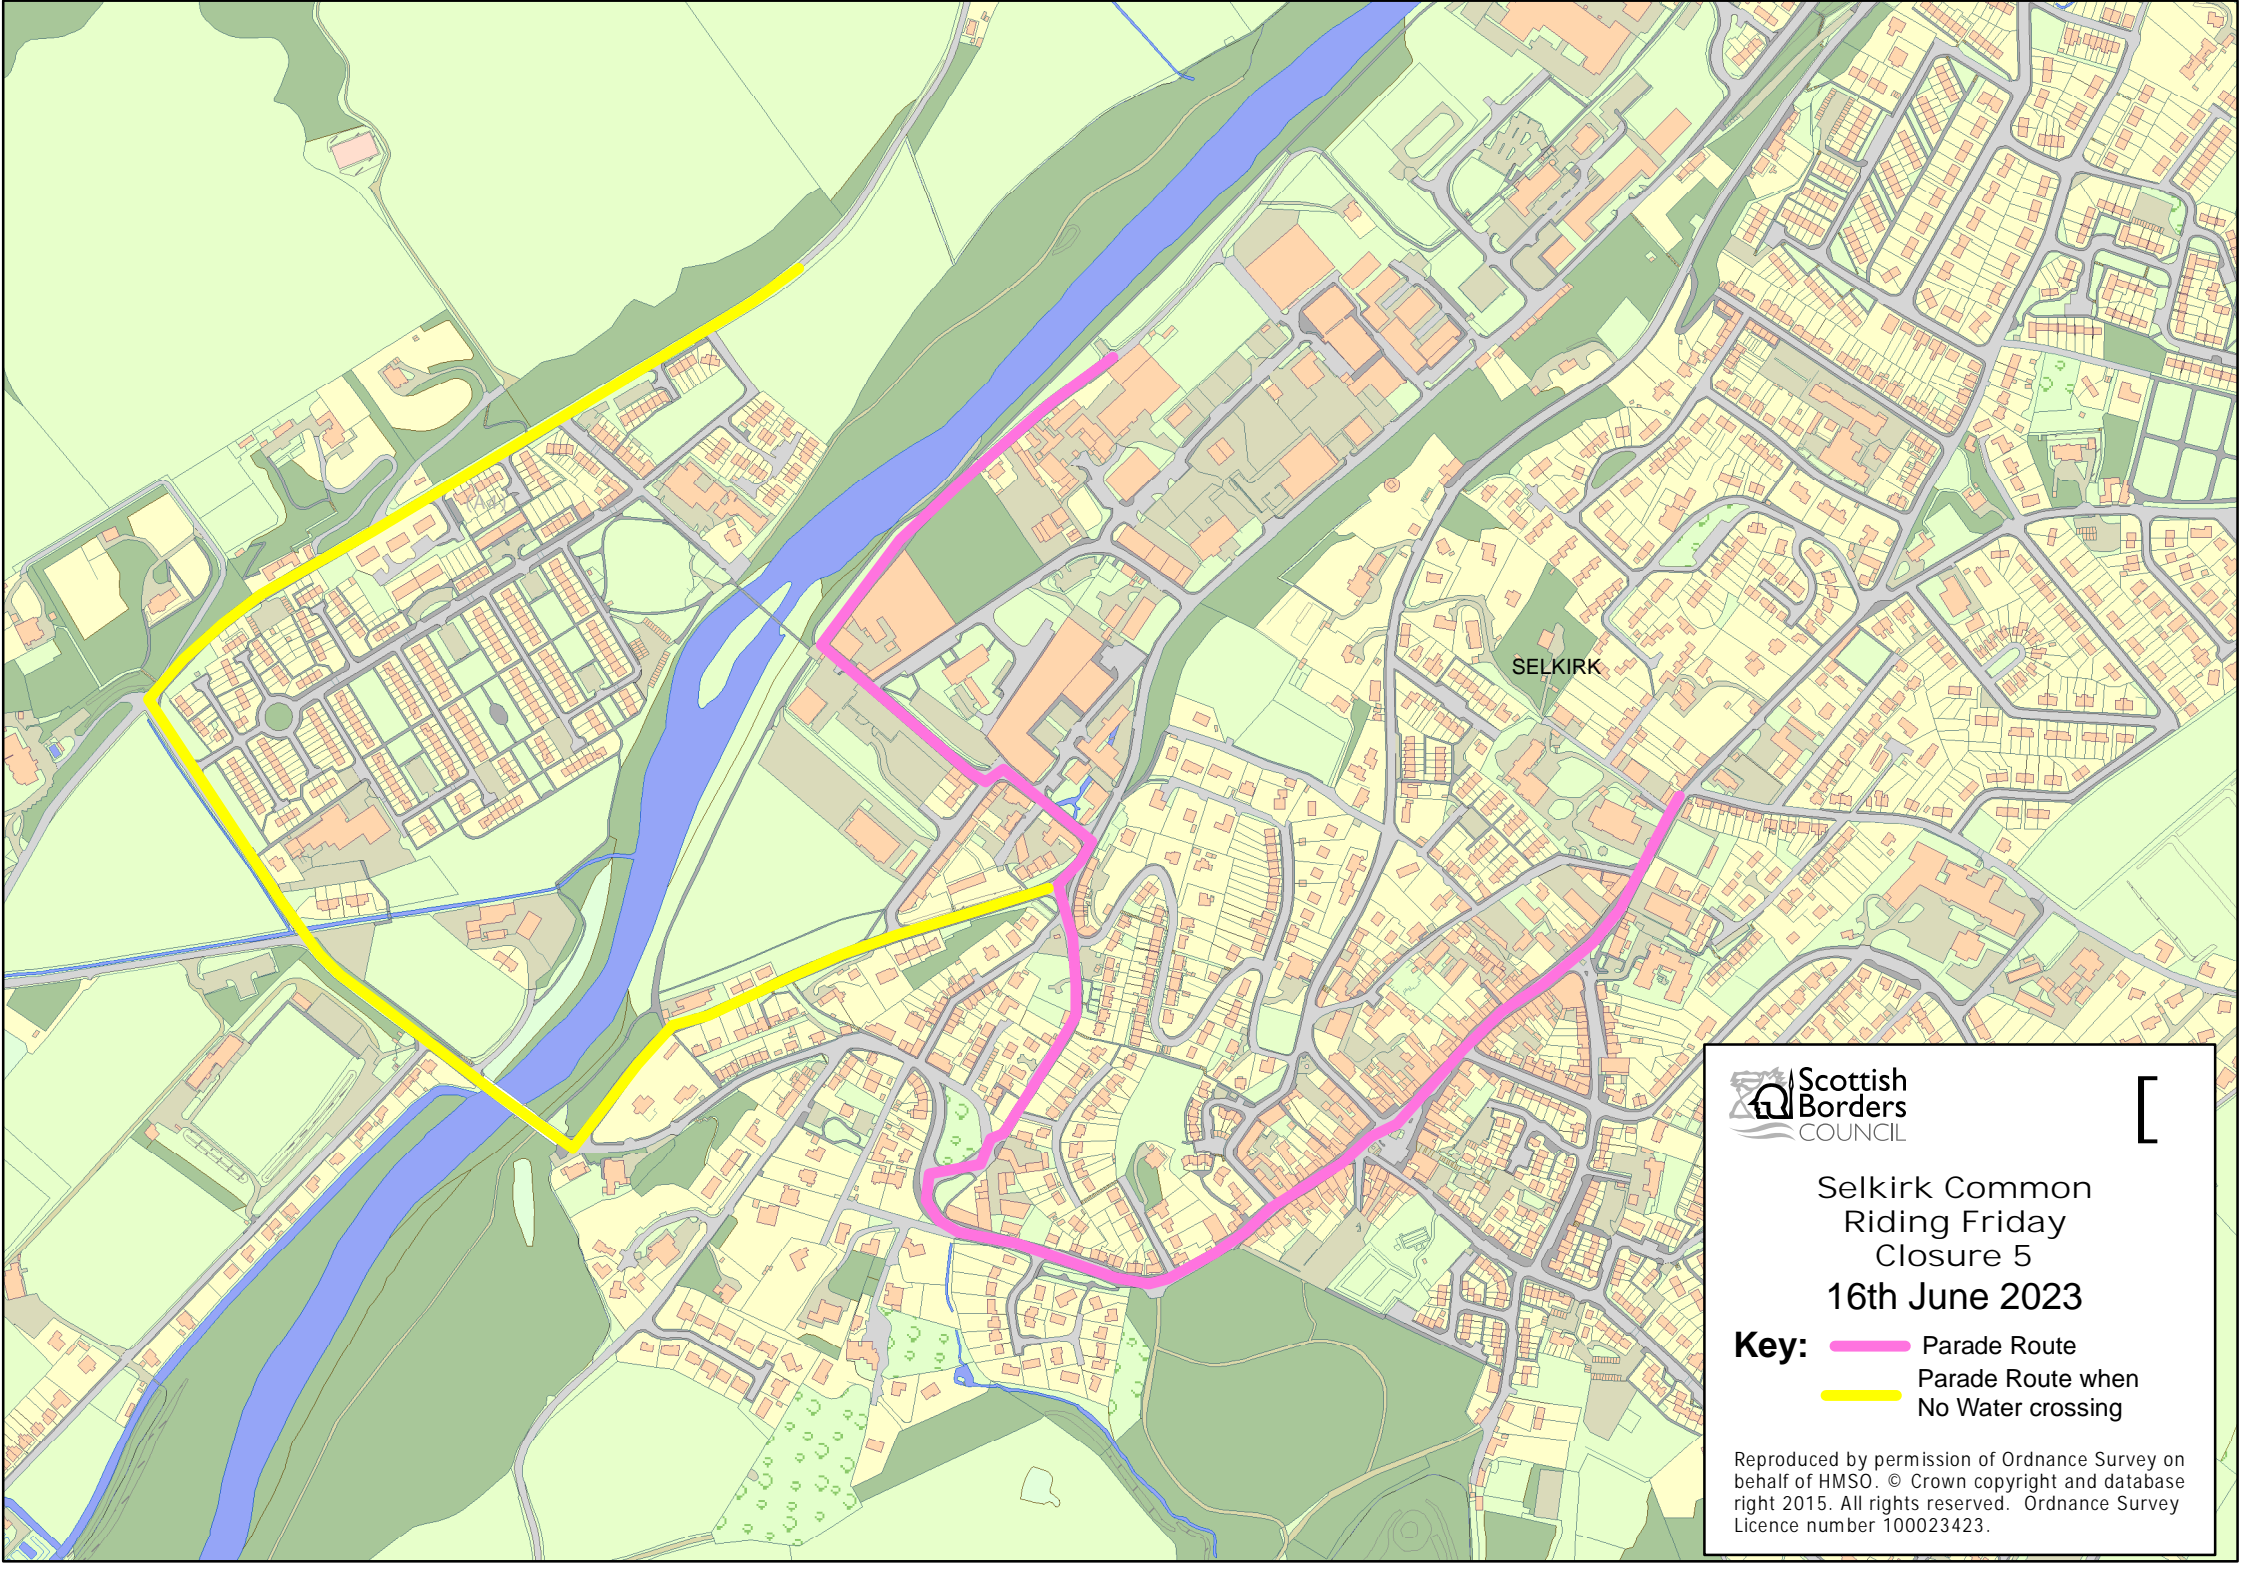 SELKIRK
Scottish
Borders
COUNCIL
[
Selkirk Common
Riding Friday
Closure 5
16th June 2023
Key:
Parade Route
Parade Route when
No Water crossing
Reproduced by permission of Ordnance Survey on
behalf of HMSO. © Crown copyright and database
right 2015. All rights reserved. Ordnance Survey
Licence number 100023423.